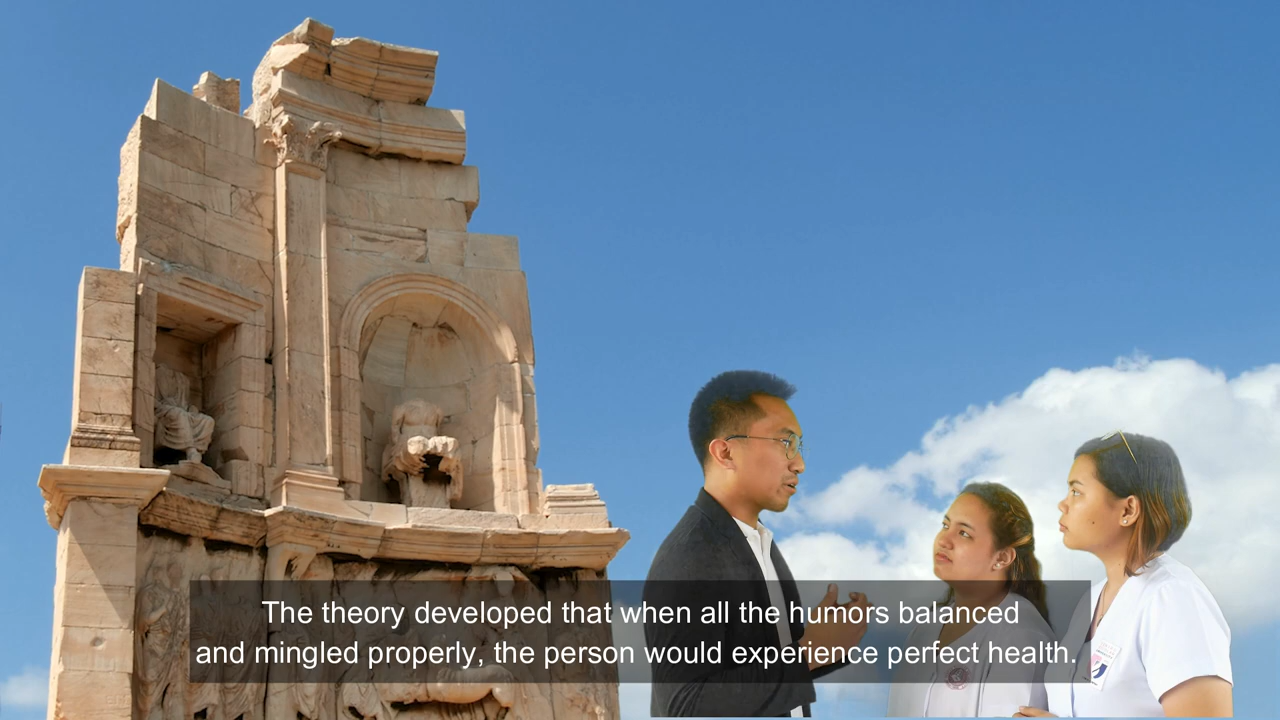 The theory developed that when all the humors balanced
and mingled properly, the person would experience perfect health.